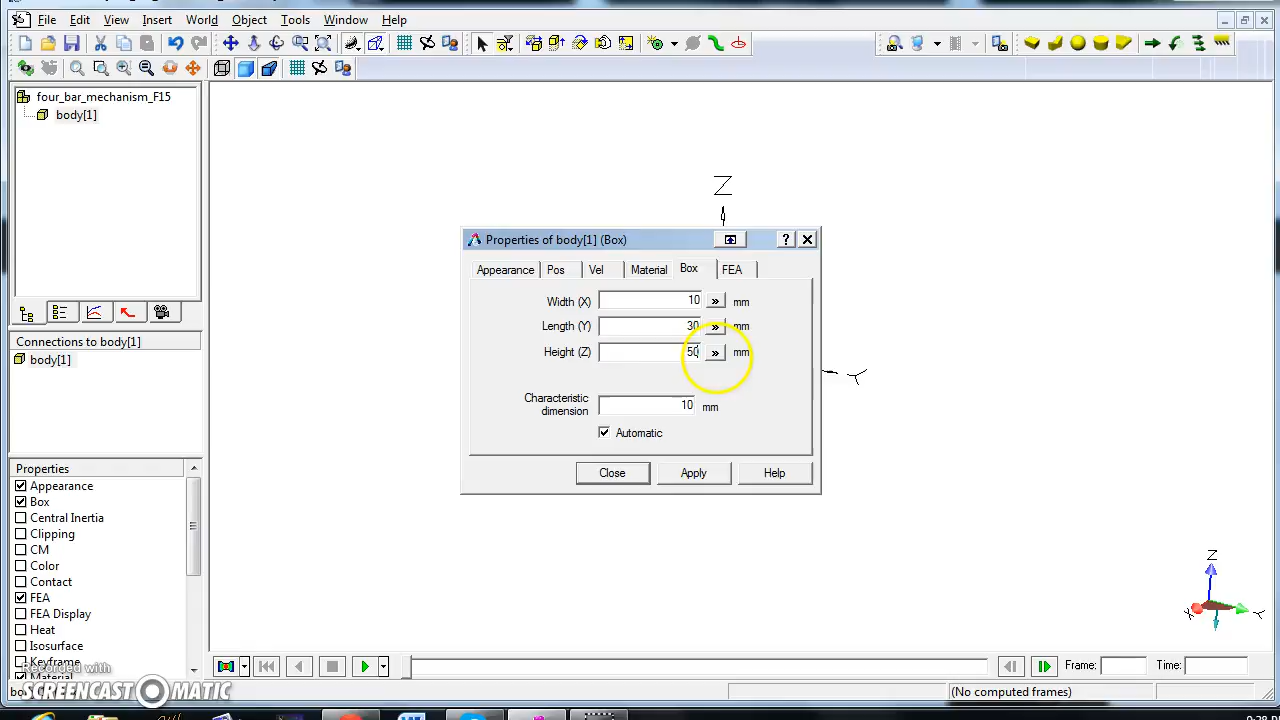 File Edit View Insert World Object Tools Window Help
four_bar_mechanism_F15
body[1]
Connections to body[1]
body[1]
Properties
Appearance
Box
Central Inertia
Clipping
CM
Color
Contact
FEA
FEA Display
Heat
Isosurface
Keyframe
Material
Z
Y
Properties of body[1] (Box)
Appearance Pos Vel Material Box FEA
Width (X) 10 mm
Length (Y) 30 mm
Height (Z) 50 mm
Characteristic
dimension 10 mm
Automatic
Close Apply Help
Z
X
Y
Frame: Time:
(No computed frames)
Recorded with
SCREENCAST MATIC